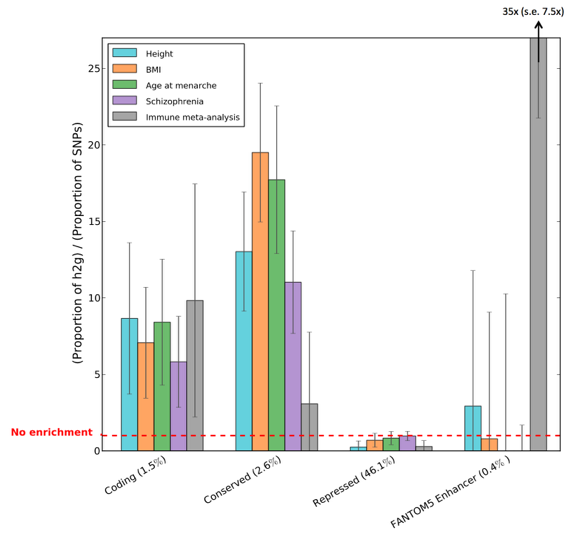 35x (s.e. 7.5x)
25
20
15
10
5
0
(Proportion of h2g) / (Proportion of SNPs)
Height
BMI
Age at menarche
Schizophrenia
Immune meta-analysis
No enrichment
Coding (1.5%)
Conserved (2.6%)
Repressed (46.1%)
FANTOM5 Enhancer (0.4% )